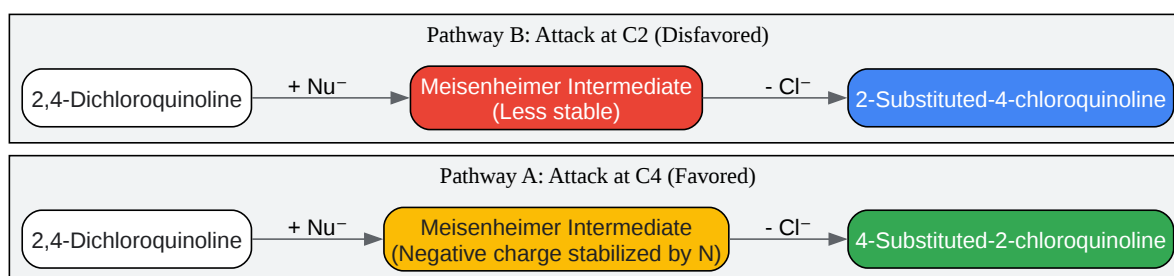 Pathway B: Attack at C2 (Disfavored)
2,4-Dichloroquinoline
+ Nu⁻
Meisenheimer Intermediate
(Less stable)
- Cl⁻
2-Substituted-4-chloroquinoline
Pathway A: Attack at C4 (Favored)
2,4-Dichloroquinoline
+ Nu⁻
Meisenheimer Intermediate
(Negative charge stabilized by N)
- Cl⁻
4-Substituted-2-chloroquinoline